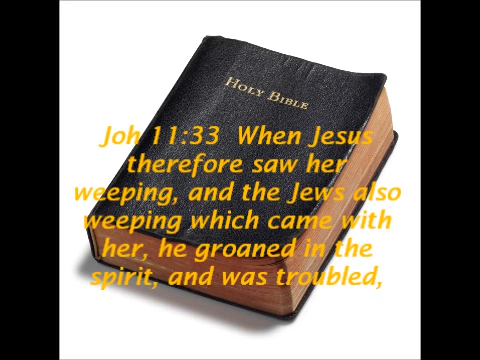 HOLY BIBLE
Joh 11:33  When Jesus
therefore saw her
weeping, and the Jews also
weeping which came with
her, he groaned in the
spirit, and was troubled,